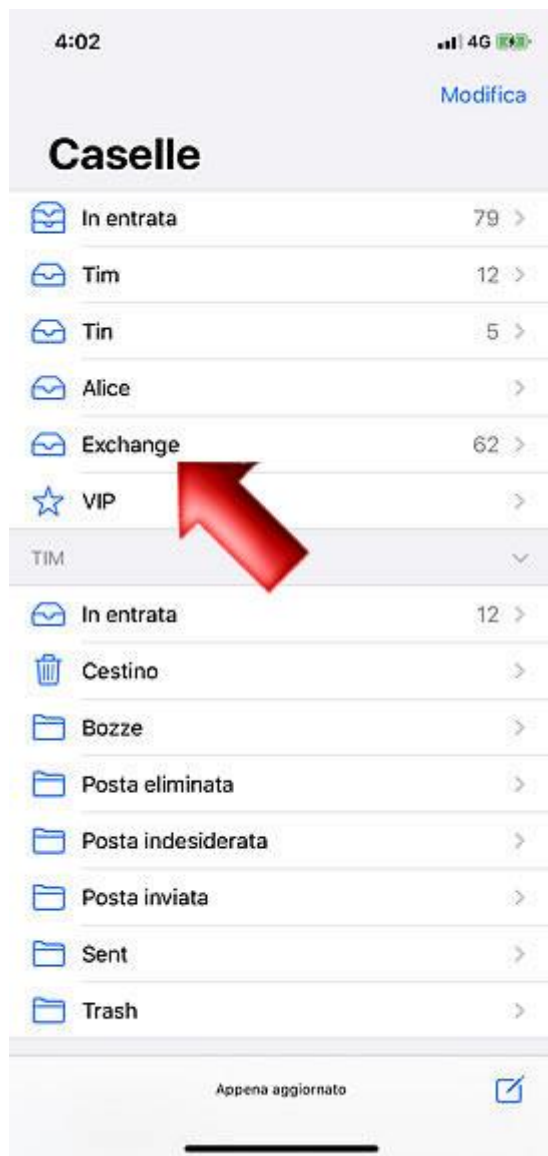 4:02 4G
Modifica
Caselle
In entrata 79
Tim 12
Tin 5
Alice
Exchange 62
VIP
TIM
In entrata 12
Cestino
Bozze
Posta eliminata
Posta indesiderata
Posta inviata
Sent
Trash
Appena aggiornato